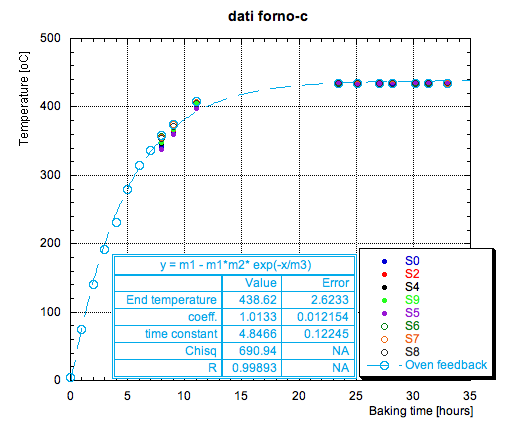 dati forno-c
Temperature [oC]
500
400
300
200
100
0
y = m1 - m1*m2* exp(-x/m3)
Value Error
End temperature 438.62 2.6233
coeff. 1.0133 0.012154
time constant 4.8466 0.12245
Chisq 690.94 NA
R 0.99893 NA
S0
S2
S4
S9
S5
S6
S7
S8
Oven feedback
0 5 10 15 20 25 30 35
Baking time [hours]